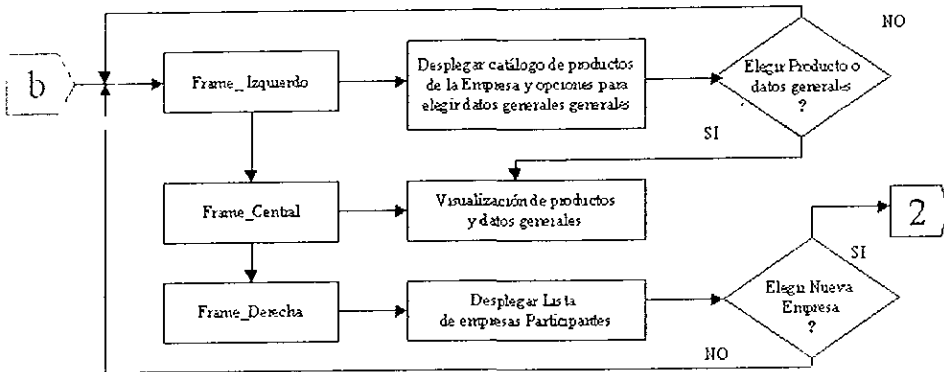 NO
b
Frame_Izquierdo
Desplegar catálogo de productos
de la Empresa y opciones para
elegir datos generales generales
Elegir Producto o
datos generales
?
SI
Frame_Central
Visualización de productos
y datos generales
2
SI
Frame_Derecha
Desplegar Lista
de empresas Participantes
Elegir Nueva
Empresa
?
NO